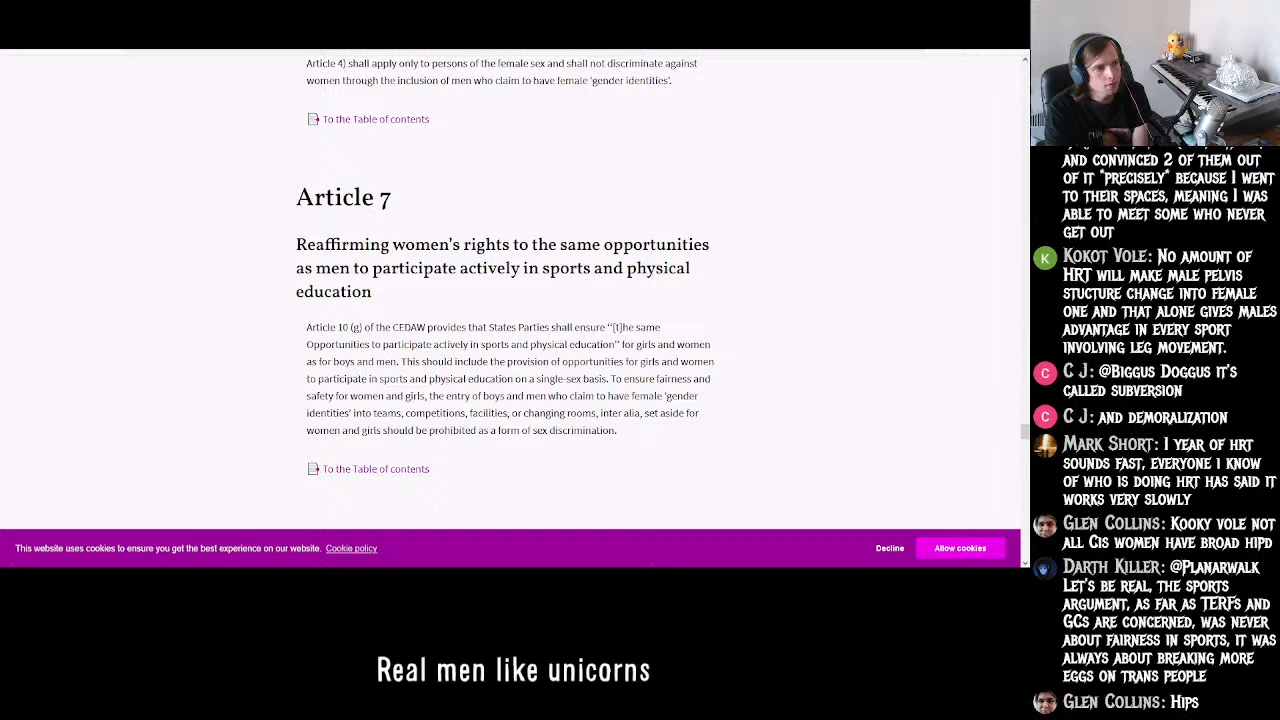 Article 4) shall apply only to persons of the female sex and shall not discriminate against
women through the inclusion of men who claim to have female ‘gender identities’.
To the Table of contents
Article 7
Reaffirming women’s rights to the same opportunities
as men to participate actively in sports and physical
education
Article 10 (g) of the CEDAW provides that States Parties shall ensure “[t]he same
Opportunities to participate actively in sports and physical education” for girls and women
as for boys and men. This should include the provision of opportunities for girls and women
to participate in sports and physical education on a single-sex basis. To ensure fairness and
safety for women and girls, the entry of boys and men who claim to have female ‘gender
identities’ into teams, competitions, facilities, or changing rooms, inter alia, set aside for
women and girls should be prohibited as a form of sex discrimination.
To the Table of contents
This website uses cookies to ensure you get the best experience on our website. Cookie policy
Decline
Allow cookies
Real men like unicorns
AND CONVINCED 2 OF THEM OUT
OF IT *PRECISELY* BECAUSE I WENT
TO THEIR SPACES, MEANING I WAS
ABLE TO MEET SOME WHO NEVER
GET OUT
K
KOKOT VOLE: NO AMOUNT OF
HRT WILL MAKE MALE PELVIS
STUCTURE CHANGE INTO FEMALE
ONE AND THAT ALONE GIVES MALES
ADVANTAGE IN EVERY SPORT
INVOLVING LEG MOVEMENT.
C
C J: @BIGGUS DOGGUS IT'S
CALLED SUBVERSION
C
C J: AND DEMORALIZATION
MARK SHORT: 1 YEAR OF HRT
SOUNDS FAST, EVERYONE I KNOW
OF WHO IS DOING HRT HAS SAID IT
WORKS VERY SLOWLY
GLEN COLLINS: KOOKY VOLE NOT
ALL CIS WOMEN HAVE BROAD HIPD
DARTH KILLER: @PLANARWALK
LET'S BE REAL, THE SPORTS
ARGUMENT, AS FAR AS TERFS AND
GCS ARE CONCERNED, WAS NEVER
ABOUT FAIRNESS IN SPORTS, IT WAS
ALWAYS ABOUT BREAKING MORE
EGGS ON TRANS PEOPLE
GLEN COLLINS: HIPS